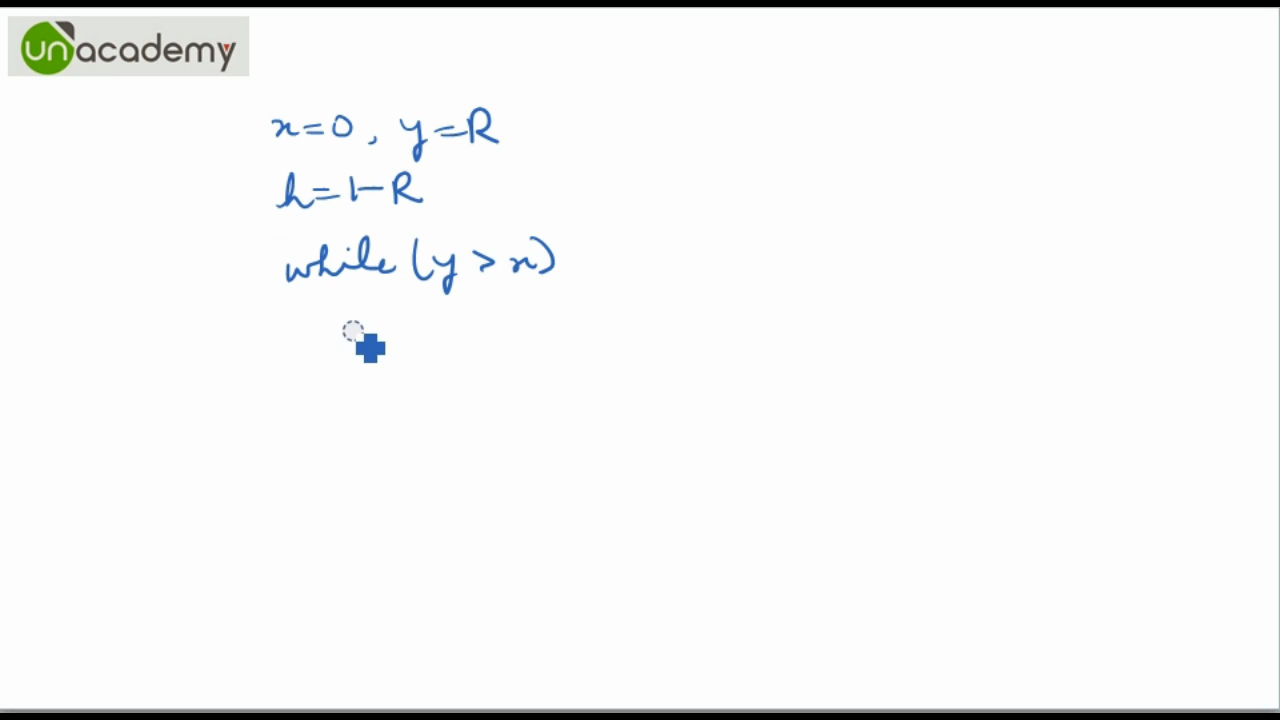 unacademy
x=0, y=R
h=1-R
while (y > x)